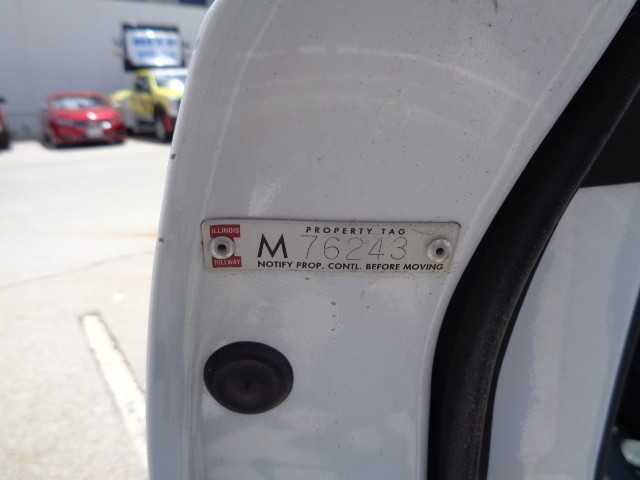 ILLINOIS
TOLLWAY
PROPERTY TAG
M 76243
NOTIFY PROP. CONTL. BEFORE MOVING